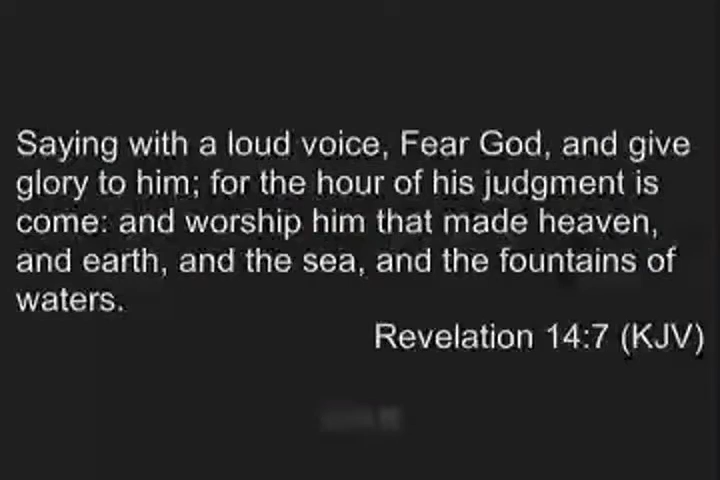 Saying with a loud voice, Fear God, and give
glory to him; for the hour of his judgment is
come: and worship him that made heaven,
and earth, and the sea, and the fountains of
waters.
Revelation 14:7 (KJV)